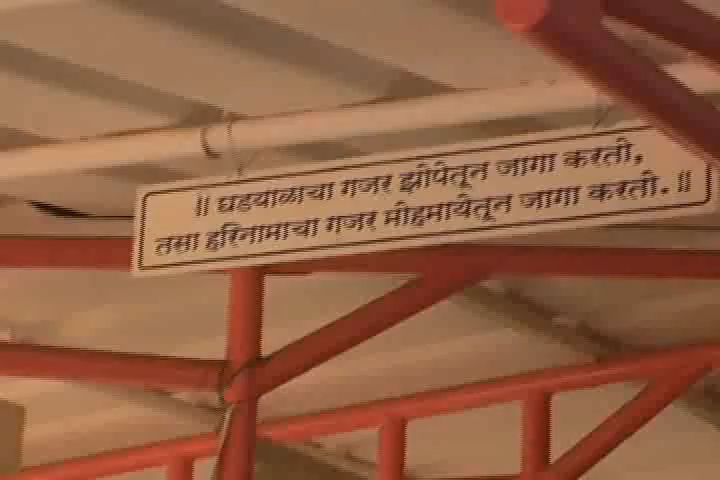 ॥ घड्याळाचा गजर झोपेतून जागा करतो,
तसा हरिनामाचा गजर मोहमायेतून जागा करतो. ॥